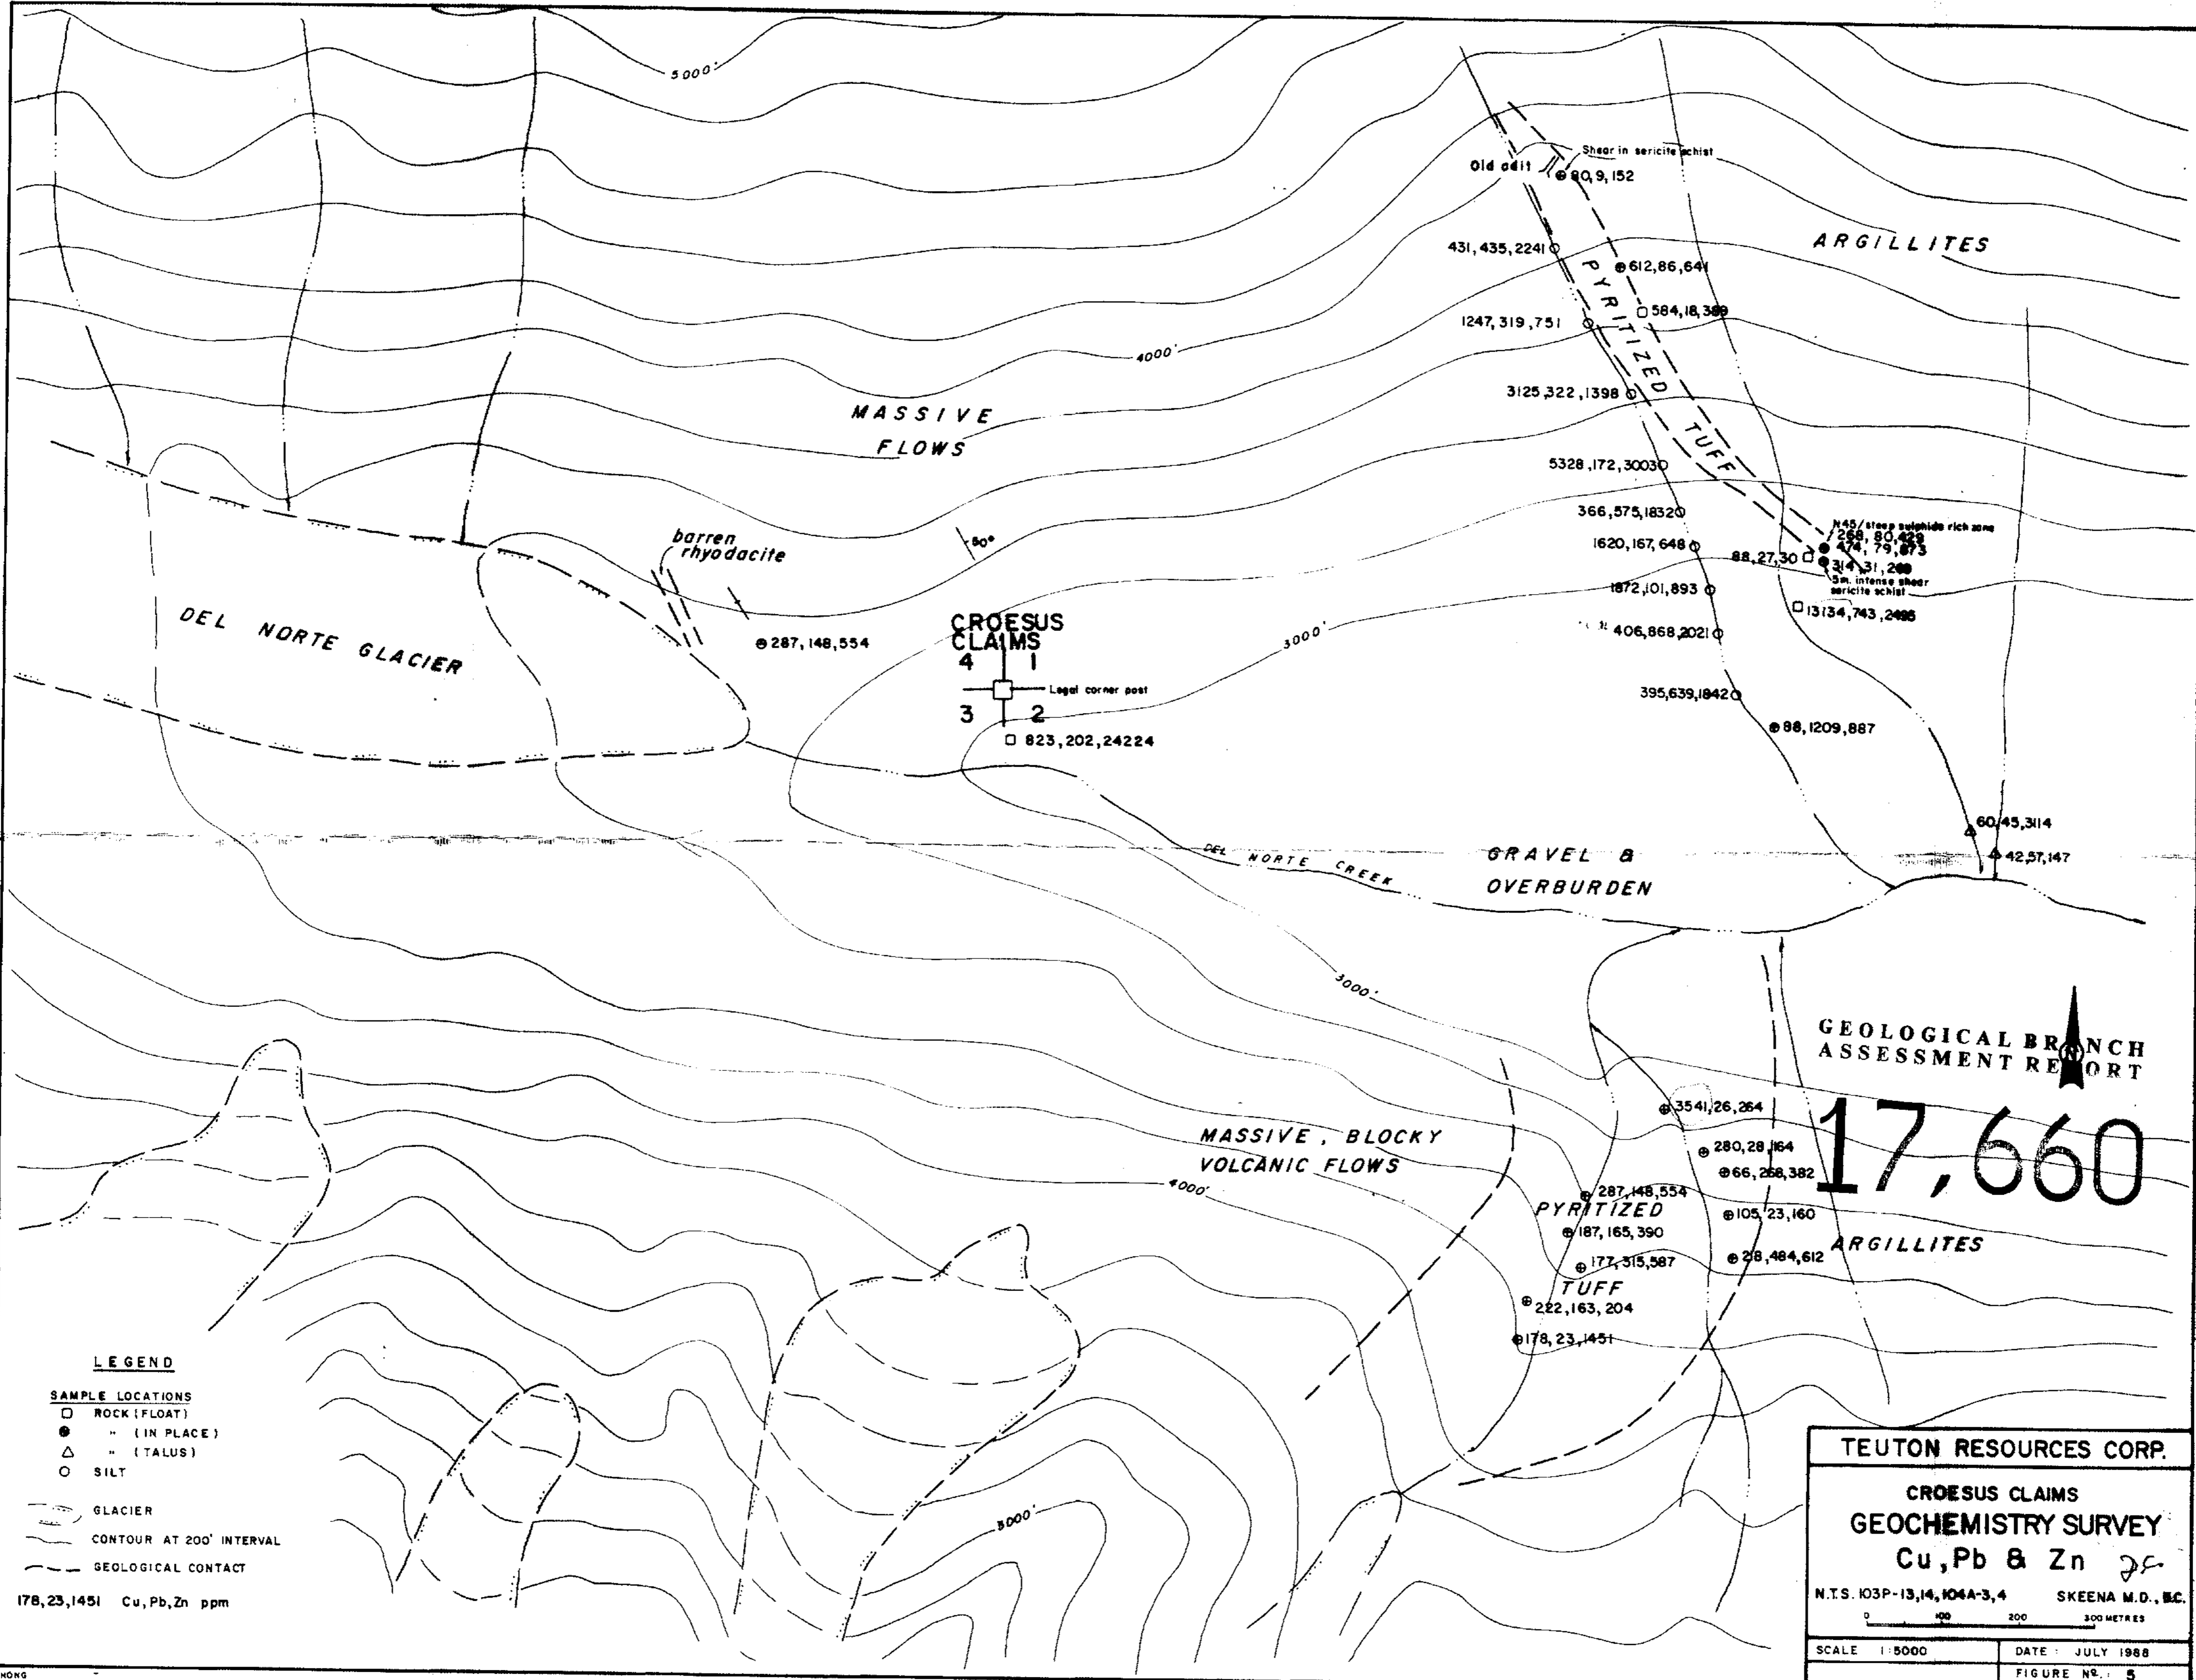 5000'
Shear in sericite schist
Old adit
80,9,152
431,435,2241
ARGILLITES
612,86,641
PYRITIZED TUFF
584,18,389
1247,319,751
4000'
3125,322,1398
MASSIVE
FLOWS
5328,172,3003
366,575,1832
N45/steep sulphide rich zone
268, 80,429
474, 79,873
1620,167,648
88,27,30
314,31,269
5m. intense shear
sericite schist
barren
rhyodacite
50°
1872,101,893
13134,743,2495
DEL NORTE GLACIER
287,148,554
CROESUS
CLAIMS
4 1
Legal corner post
3 2
3000'
406,868,2021
395,639,1842
823,202,24224
88,1209,887
60,45,3114
42,57,147
DEL NORTE CREEK
GRAVEL &
OVERBURDEN
3000'
GEOLOGICAL BRANCH
ASSESSMENT REPORT
17,660
3541,26,264
MASSIVE, BLOCKY
VOLCANIC FLOWS
280,28,164
66,268,382
4000'
287,148,554
PYRITIZED
105,23,160
187,165,390
ARGILLITES
28,484,612
177,315,587
TUFF
222,163,204
178,23,1451
5000'
LEGEND
SAMPLE LOCATIONS
ROCK (FLOAT)
" (IN PLACE)
" (TALUS)
SILT
GLACIER
CONTOUR AT 200' INTERVAL
GEOLOGICAL CONTACT
178,23,1451 Cu,Pb,Zn ppm
TEUTON RESOURCES CORP.
CROESUS CLAIMS
GEOCHEMISTRY SURVEY
Cu,Pb & Zn
N.T.S. 103P-13,14,104A-3,4 SKEENA M.D., B.C.
0 100 200 300 METRES
SCALE 1:5000
DATE : JULY 1988
FIGURE Nº.: 5
HONG